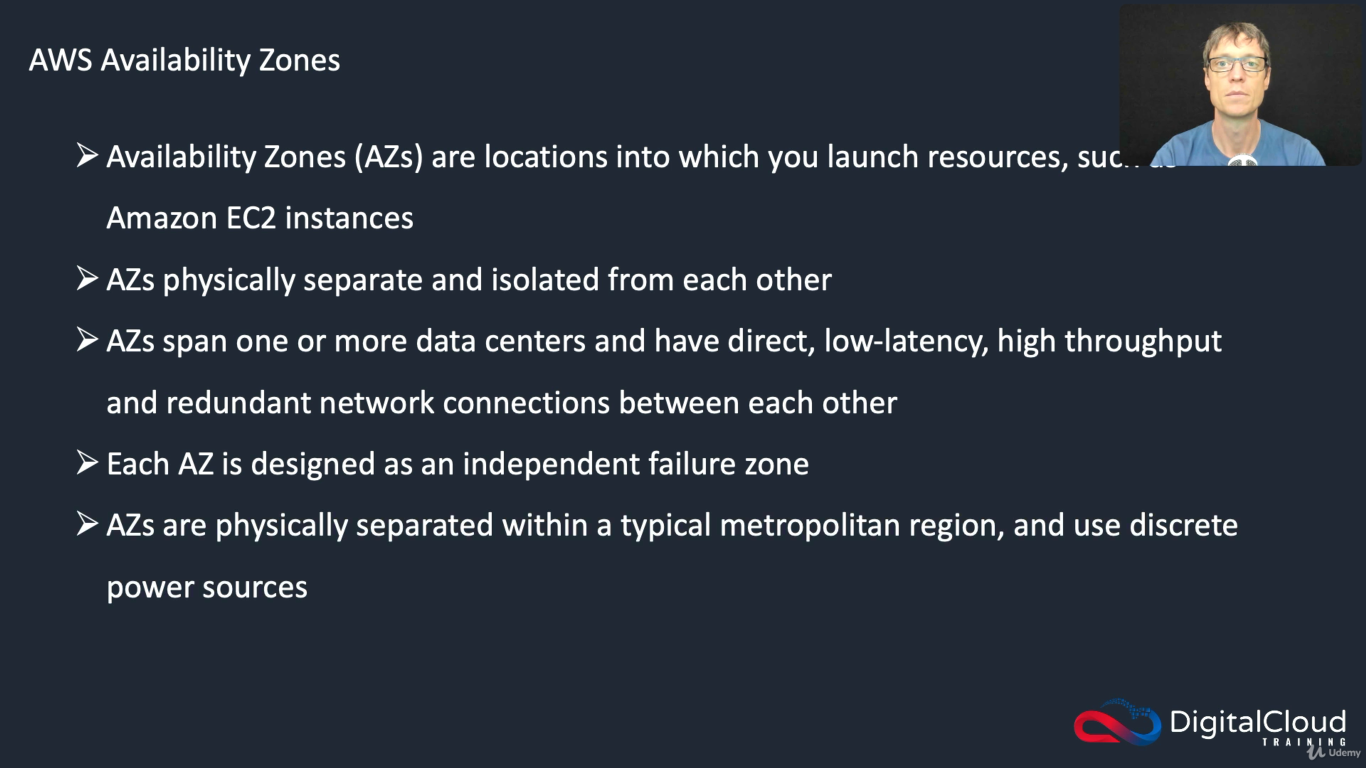 AWS Availability Zones
➢ Availability Zones (AZs) are locations into which you launch resources, such as
Amazon EC2 instances
➢ AZs physically separate and isolated from each other
➢ AZs span one or more data centers and have direct, low-latency, high throughput
and redundant network connections between each other
➢ Each AZ is designed as an independent failure zone
➢ AZs are physically separated within a typical metropolitan region, and use discrete
power sources
DigitalCloud
TRAINING
Udemy